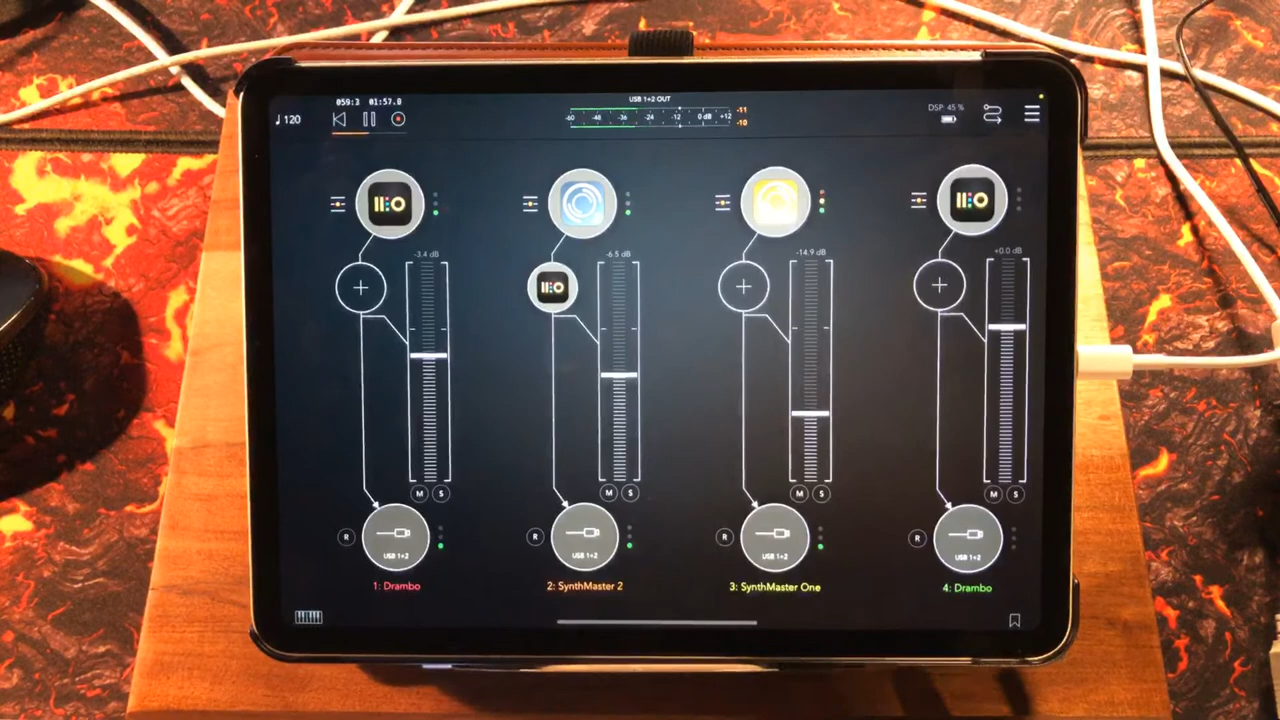 059:3 01:57.8
USB 1+2 OUT
♩ 120
-60 -48 -36 -24 -12 0 dB +12
-11
-10
DSP: 45 %
-3.4 dB
-6.5 dB
-14.9 dB
+0.0 dB
M S
M S
M S
M S
R
USB 1+2
R
USB 1+2
R
USB 1+2
R
USB 1+2
1: Drambo
2: SynthMaster 2
3: SynthMaster One
4: Drambo